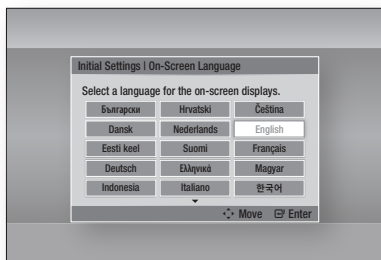 Initial Settings | On-Screen Language
Select a language for the on-screen displays.
Български Hrvatski Čeština
Dansk Nederlands English
Eesti keel Suomi Français
Deutsch Ελληνικά Magyar
Indonesia Italiano 한국어
Move Enter